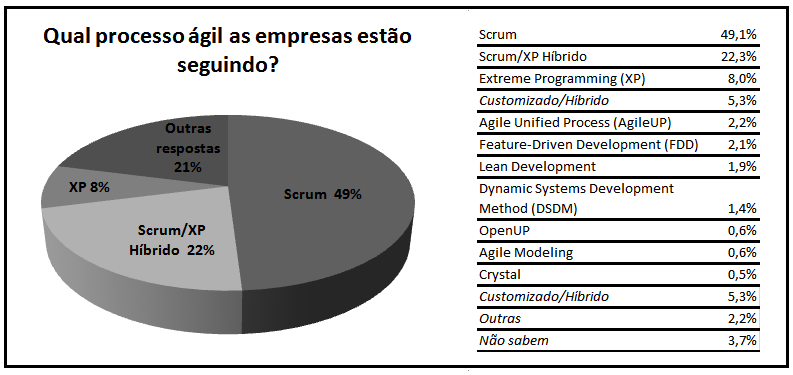 Qual processo ágil as empresas estão
seguindo?
Outras
respostas
21%
XP 8%
Scrum 49%
Scrum/XP
Híbrido 22%
Scrum 49,1%
Scrum/XP Híbrido 22,3%
Extreme Programming (XP) 8,0%
Customizado/Híbrido 5,3%
Agile Unified Process (AgileUP) 2,2%
Feature-Driven Development (FDD) 2,1%
Lean Development 1,9%
Dynamic Systems Development
Method (DSDM) 1,4%
OpenUP 0,6%
Agile Modeling 0,6%
Crystal 0,5%
Customizado/Híbrido 5,3%
Outras 2,2%
Não sabem 3,7%